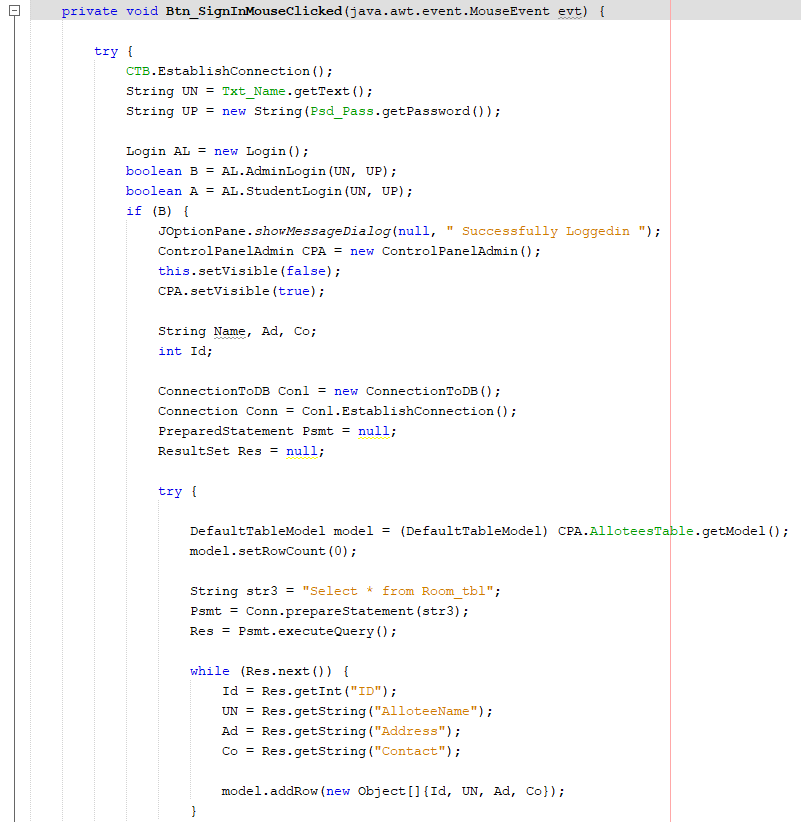 private void Btn_SignInMouseClicked(java.awt.event.MouseEvent evt) {
try {
CTB.EstablishConnection();
String UN = Txt_Name.getText();
String UP = new String(Psd_Pass.getPassword());
Login AL = new Login();
boolean B = AL.AdminLogin(UN, UP);
boolean A = AL.StudentLogin(UN, UP);
if (B) {
JOptionPane.showMessageDialog(null, " Successfully Loggedin ");
ControlPanelAdmin CPA = new ControlPanelAdmin();
this.setVisible(false);
CPA.setVisible(true);
String Name, Ad, Co;
int Id;
ConnectionToDB Con1 = new ConnectionToDB();
Connection Conn = Con1.EstablishConnection();
PreparedStatement Psmt = null;
ResultSet Res = null;
try {
DefaultTableModel model = (DefaultTableModel) CPA.AlloteesTable.getModel();
model.setRowCount(0);
String str3 = "Select * from Room_tbl";
Psmt = Conn.prepareStatement(str3);
Res = Psmt.executeQuery();
while (Res.next()) {
Id = Res.getInt("ID");
UN = Res.getString("AlloteeName");
Ad = Res.getString("Address");
Co = Res.getString("Contact");
model.addRow(new Object[]{Id, UN, Ad, Co});
}